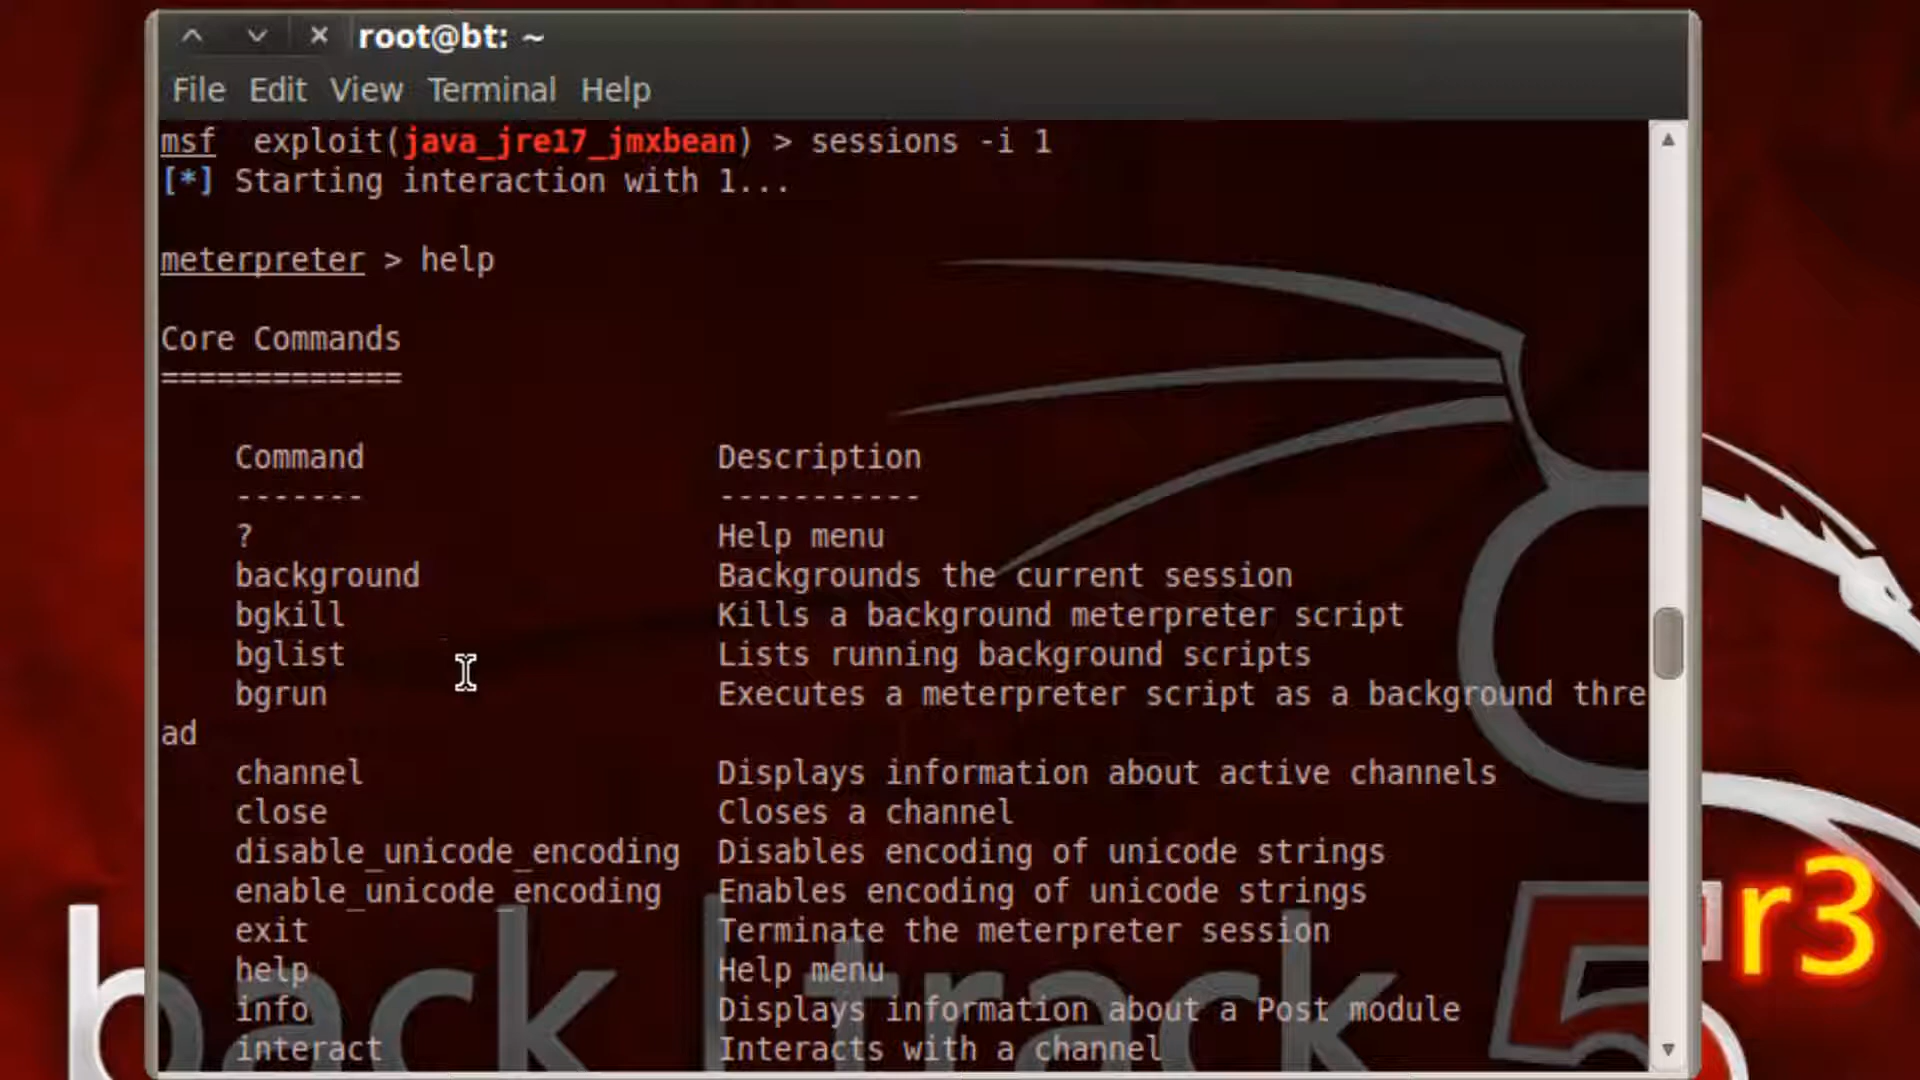 root@bt: ~
File Edit View Terminal Help
msf  exploit(java_jre17_jmxbean) > sessions -i 1
[*] Starting interaction with 1...
meterpreter > help
Core Commands
=============
Command Description
------- -----------
? Help menu
background Backgrounds the current session
bgkill Kills a background meterpreter script
bglist Lists running background scripts
bgrun Executes a meterpreter script as a background thre
ad
channel Displays information about active channels
close Closes a channel
disable_unicode_encoding Disables encoding of unicode strings
enable_unicode_encoding Enables encoding of unicode strings
exit Terminate the meterpreter session
help Help menu
info Displays information about a Post module
interact Interacts with a channel
back | track 5 r3